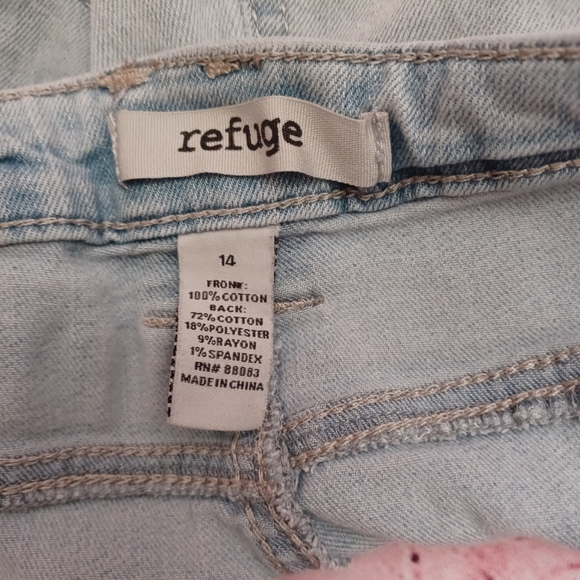 refuge
14
FRONT:
100%COTTON
BACK:
72%COTTON
18%POLYESTER
9%RAYON
1%SPANDEX
RN# 88083
MADE IN CHINA